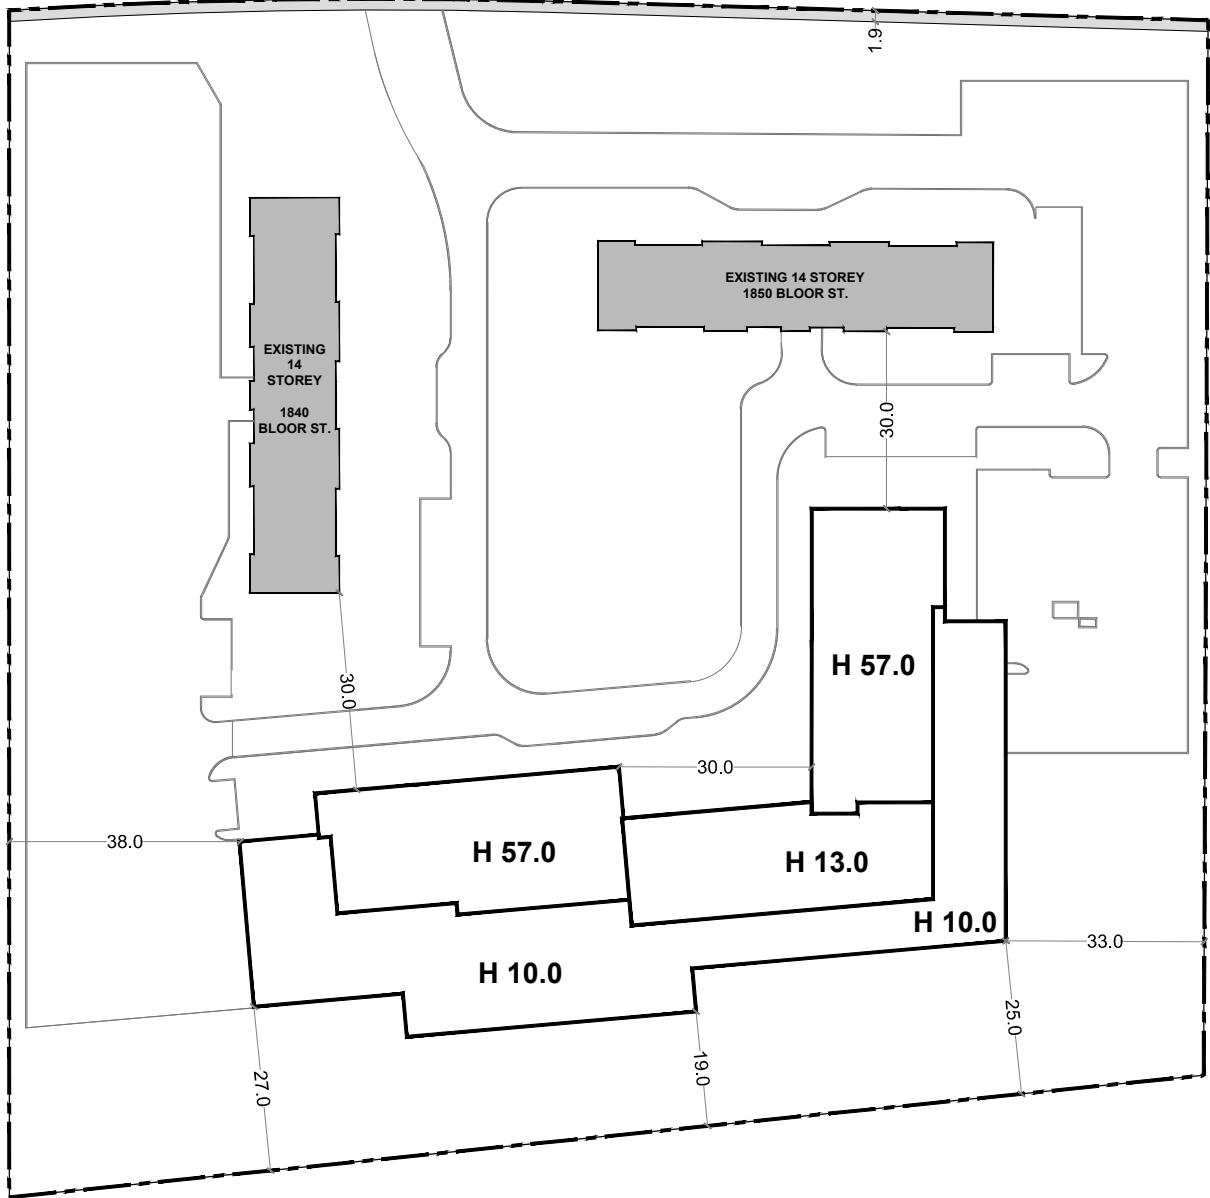 1.9
EXISTING 14 STOREY
1850 BLOOR ST.
EXISTING
14
STOREY
1840
BLOOR ST.
30.0
H 57.0
30.0
30.0
38.0
H 57.0
H 13.0
H 10.0
33.0
H 10.0
25.0
19.0
27.0